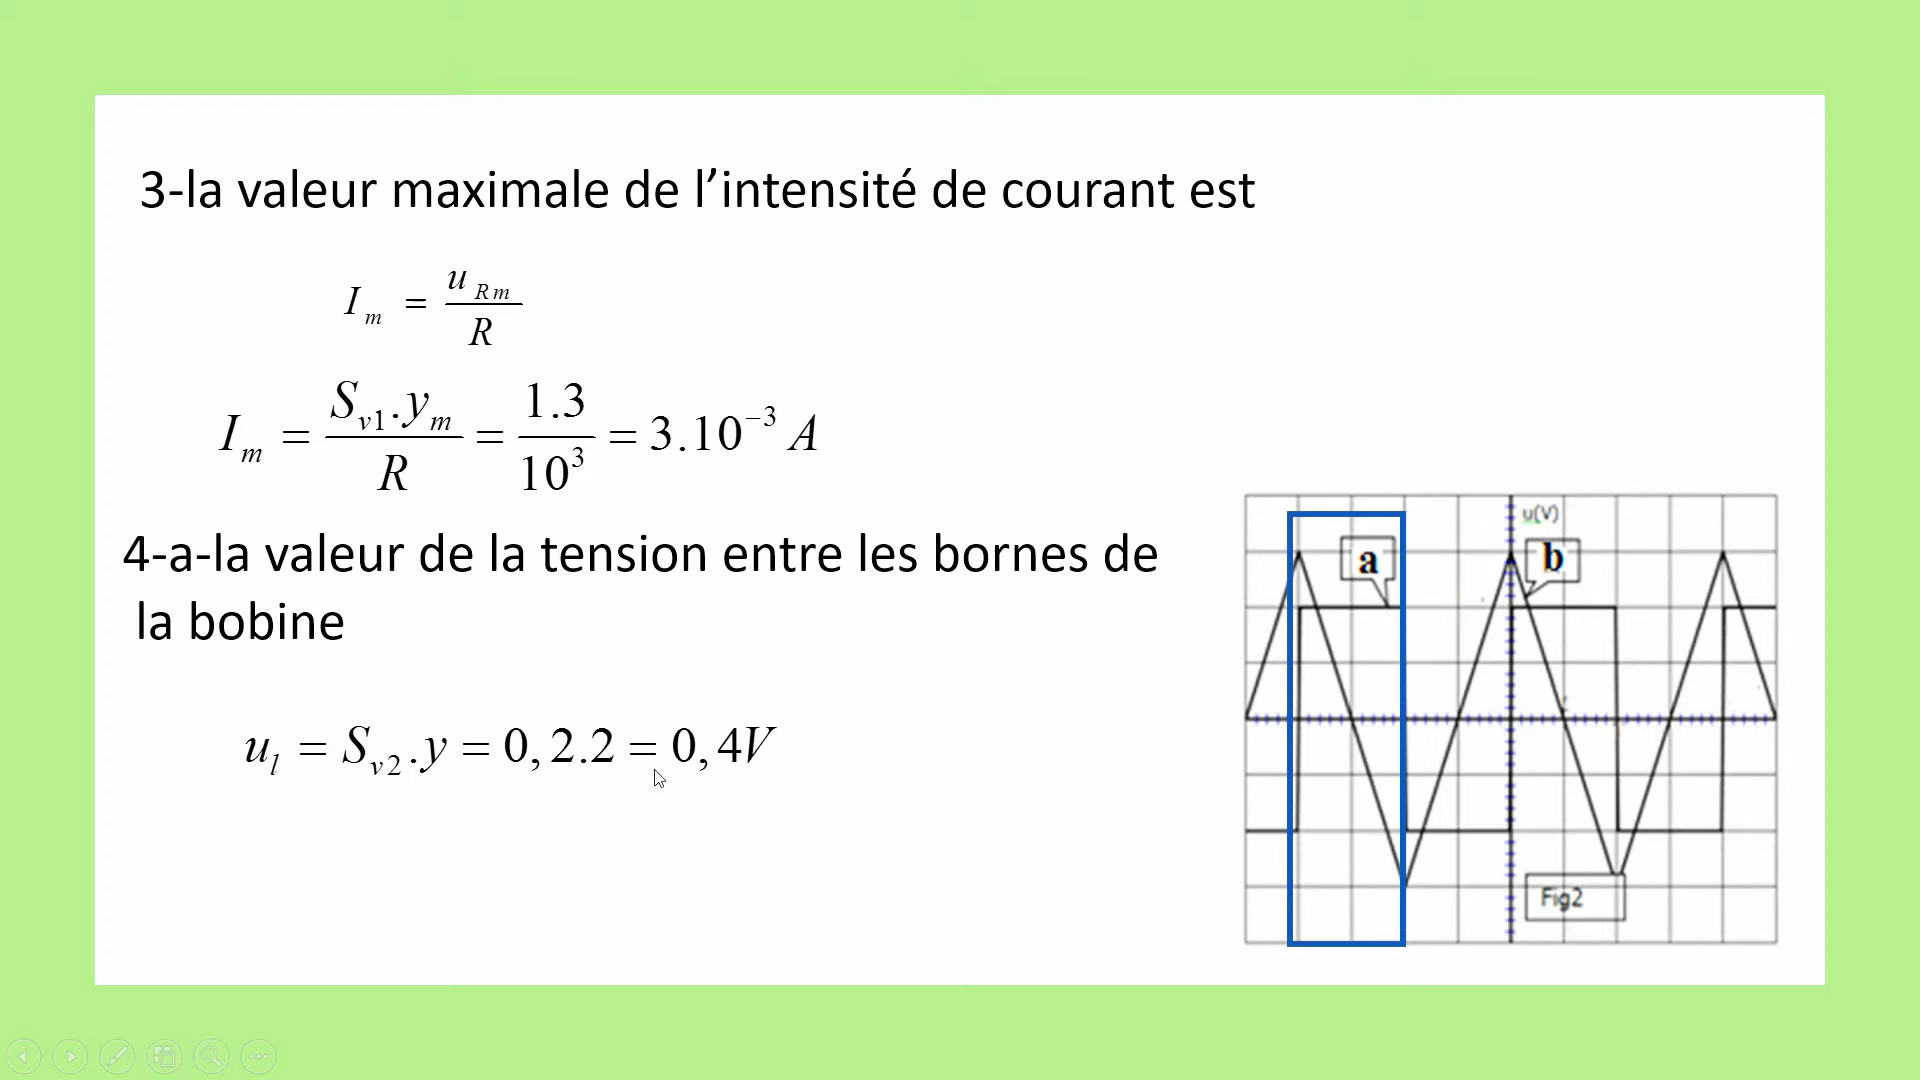 3-la valeur maximale de l’intensité de courant est
I_m = u_Rm / R
I_m = S_v1.y_m / R = 1.3 / 10³ = 3.10⁻³ A
4-a-la valeur de la tension entre les bornes de
la bobine
u_l = S_v2.y = 0,2.2 = 0,4V
u(V)
a
b
Fig2